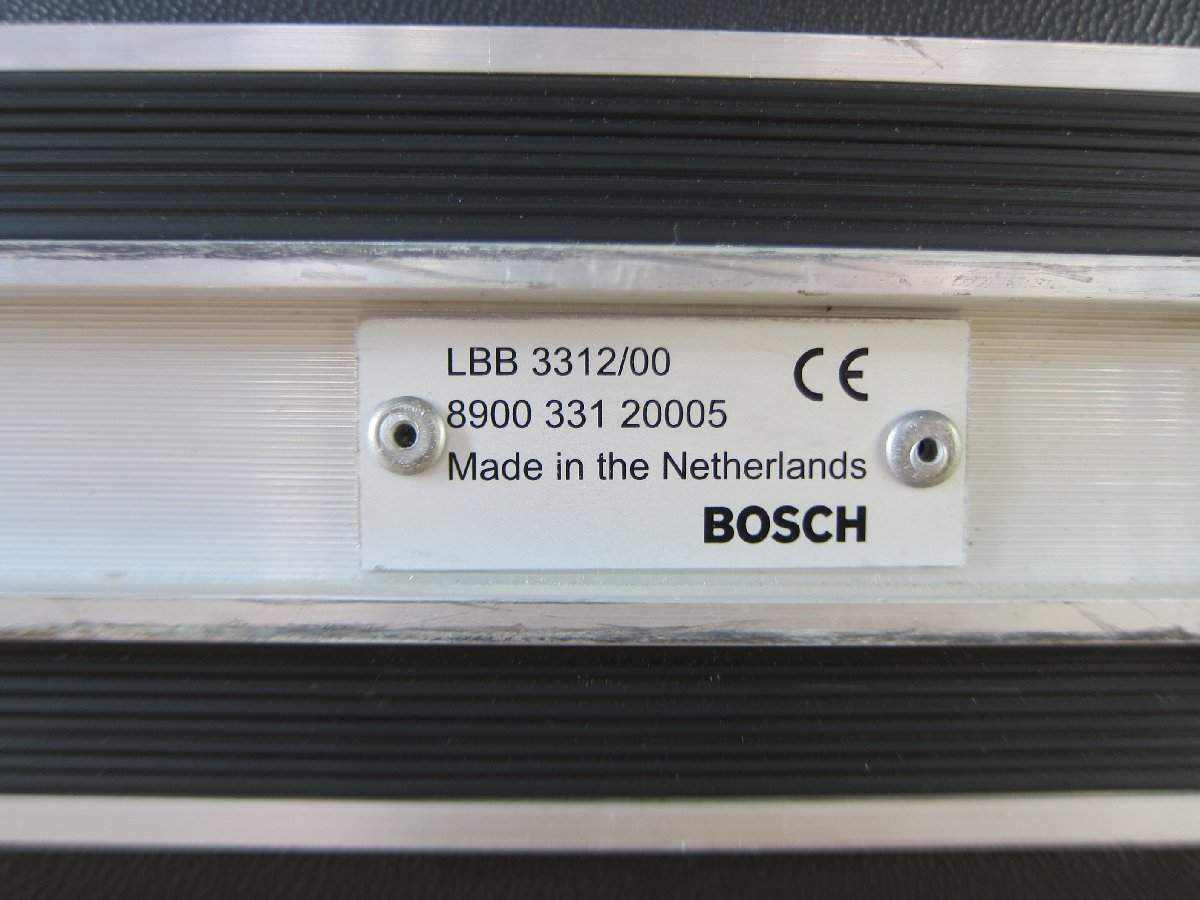 LBB 3312/00
CE
8900 331 20005
Made in the Netherlands
BOSCH